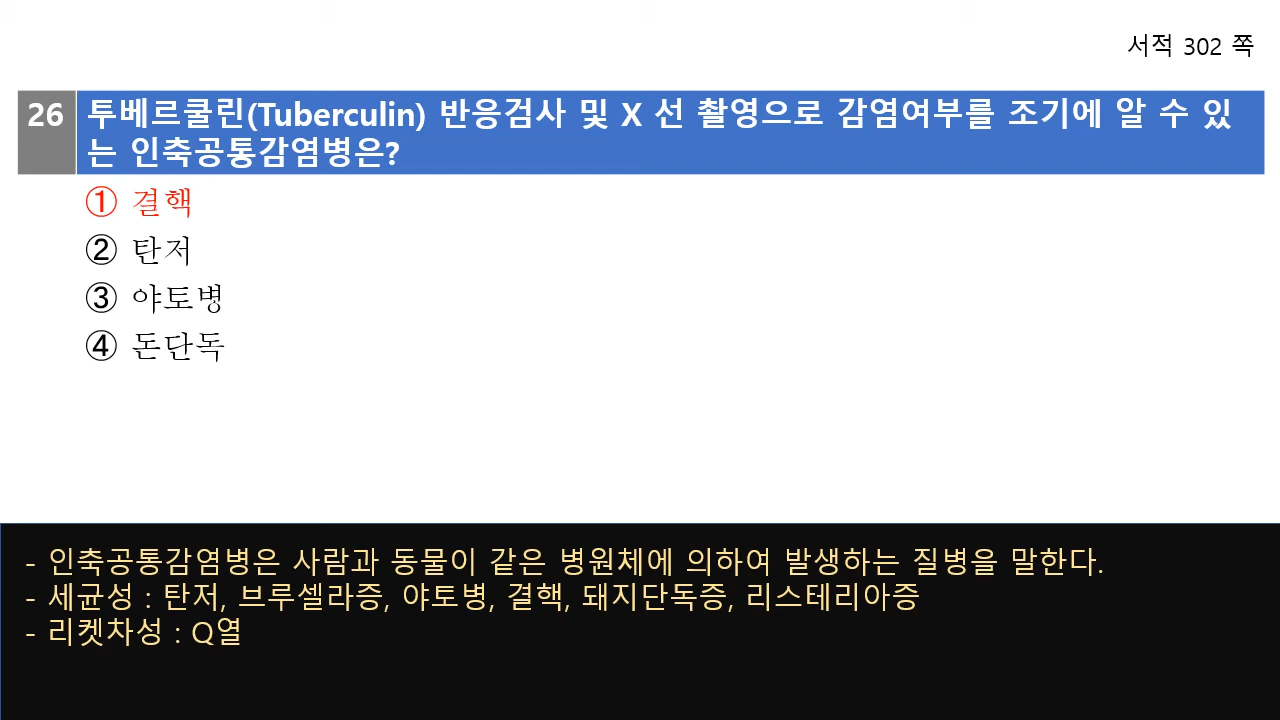 서적 302 쪽
26 투베르쿨린(Tuberculin) 반응검사 및 X 선 촬영으로 감염여부를 조기에 알 수 있
는 인축공통감염병은?
① 결핵
② 탄저
③ 야토병
④ 돈단독
- 인축공통감염병은 사람과 동물이 같은 병원체에 의하여 발생하는 질병을 말한다.
- 세균성 : 탄저, 브루셀라증, 야토병, 결핵, 돼지단독증, 리스테리아증
- 리켓차성 : Q열